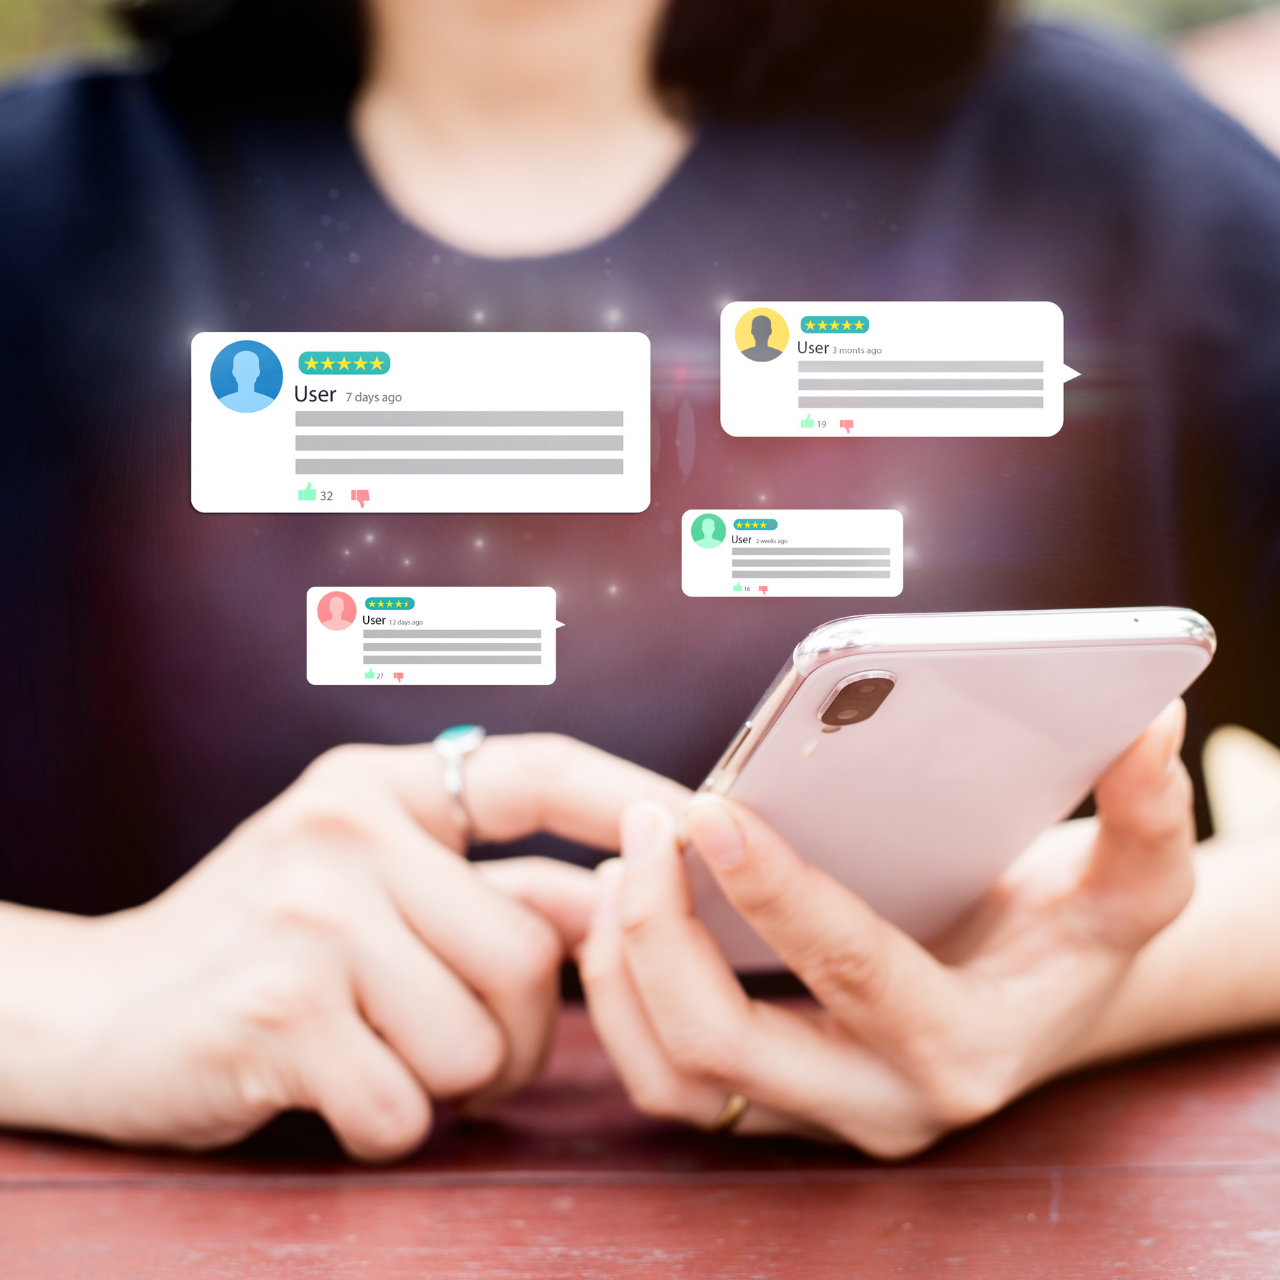 User 7 days ago
32
User 3 monts ago
19
User 2 weeks ago
16
User 12 days ago
27